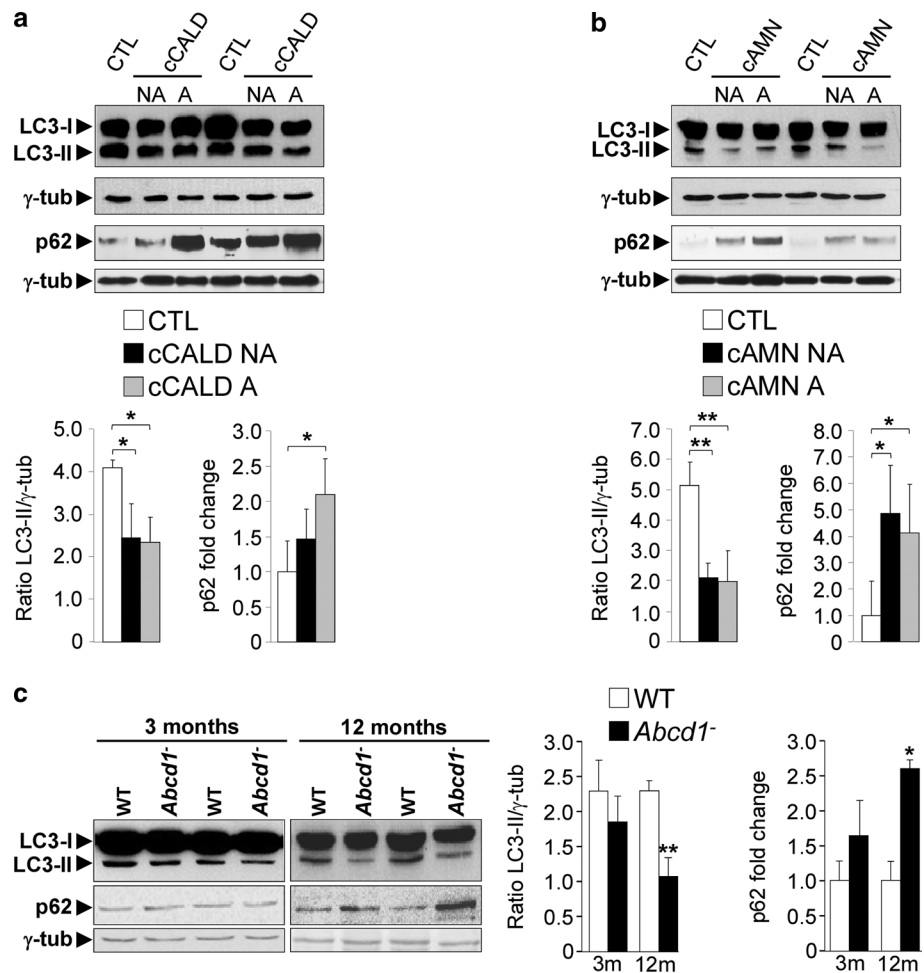 a
CTL cCALD CTL cCALD
NA A NA A
LC3-I
LC3-II
γ-tub
p62
γ-tub
CTL
cCALD NA
cCALD A
Ratio LC3-II/γ-tub
5.0
4.0
3.0
2.0
1.0
0
* *
p62 fold change
3.0
2.5
2.0
1.5
1.0
0.5
0
*
b
CTL cAMN CTL cAMN
NA A NA A
LC3-I
LC3-II
γ-tub
p62
γ-tub
CTL
cAMN NA
cAMN A
Ratio LC3-II/γ-tub
7.0
6.0
5.0
4.0
3.0
2.0
1.0
0
** **
p62 fold change
8.0
7.0
6.0
5.0
4.0
3.0
2.0
1.0
0
* *
c
3 months 12 months
WT Abcd1- WT Abcd1- WT Abcd1- WT Abcd1-
LC3-I
LC3-II
p62
γ-tub
WT
Abcd1-
Ratio LC3-II/γ-tub
3.0
2.5
2.0
1.5
1.0
0.5
0
**
3m 12m
p62 fold change
3.0
2.5
2.0
1.5
1.0
0.5
0
*
3m 12m